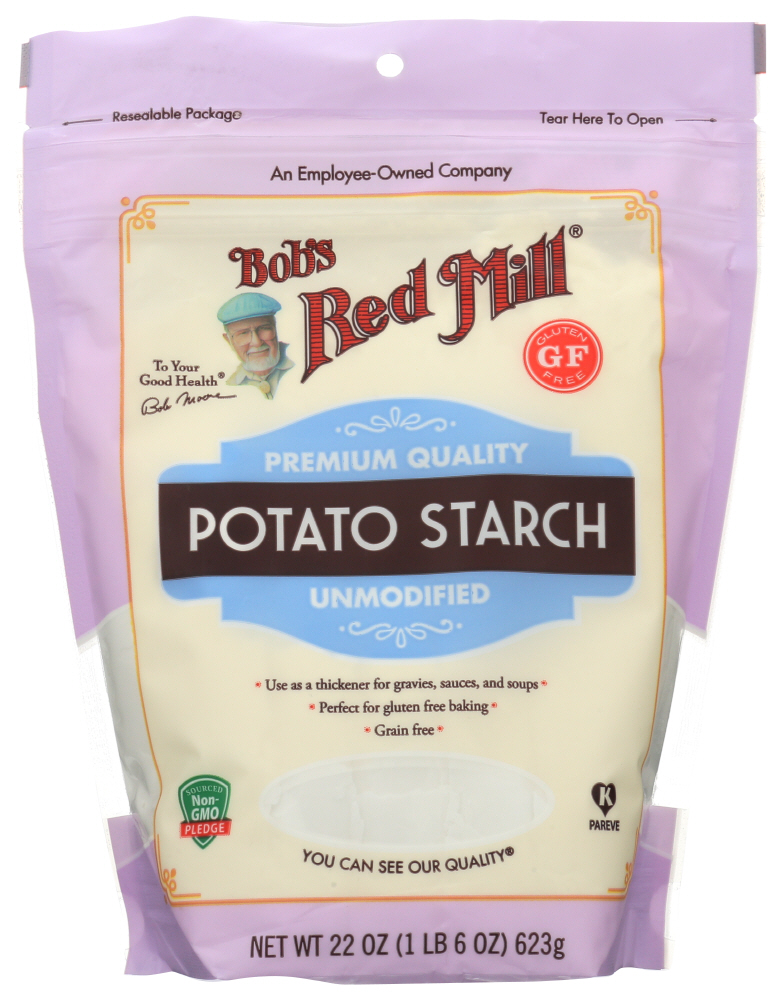 Resealable Package
Tear Here To Open
An Employee-Owned Company
Bob's
Red Mill®
To Your
Good Health®
Bob Moore
GLUTEN
GF
FREE
PREMIUM QUALITY
POTATO STARCH
UNMODIFIED
* Use as a thickener for gravies, sauces, and soups *
* Perfect for gluten free baking *
* Grain free *
SOURCED
Non-
GMO
PLEDGE
K
PAREVE
YOU CAN SEE OUR QUALITY®
NET WT 22 OZ (1 LB 6 OZ) 623g